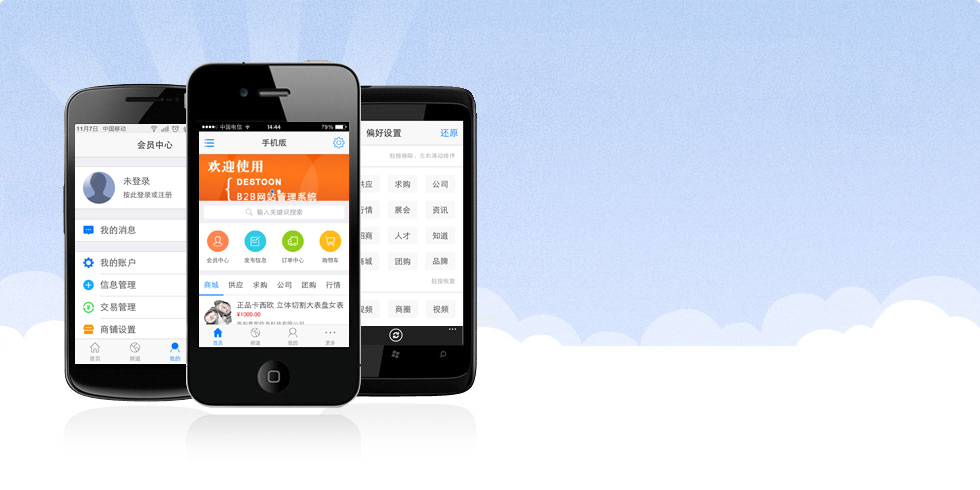 11月7日 中国移动
会员中心
未登录
按此登录或注册
我的消息
我的账户
信息管理
交易管理
商铺设置
首页 频道 我的
中国电信 14:44 79%
手机版
欢迎使用
DESTOON
B2B网站管理系统
输入关键词搜索
会员中心 发布信息 订单中心 购物车
商城 供应 求购 公司 团购 行情
正品卡西欧 立体切割大表盘女表
¥1300.00
首页 频道 我的 更多
偏好设置 还原
轻按移除，左右滑动排序
供应 求购 公司
行情 展会 资讯
招商 人才 知道
商城 团购 品牌
轻按恢复
视频 商圈 视频